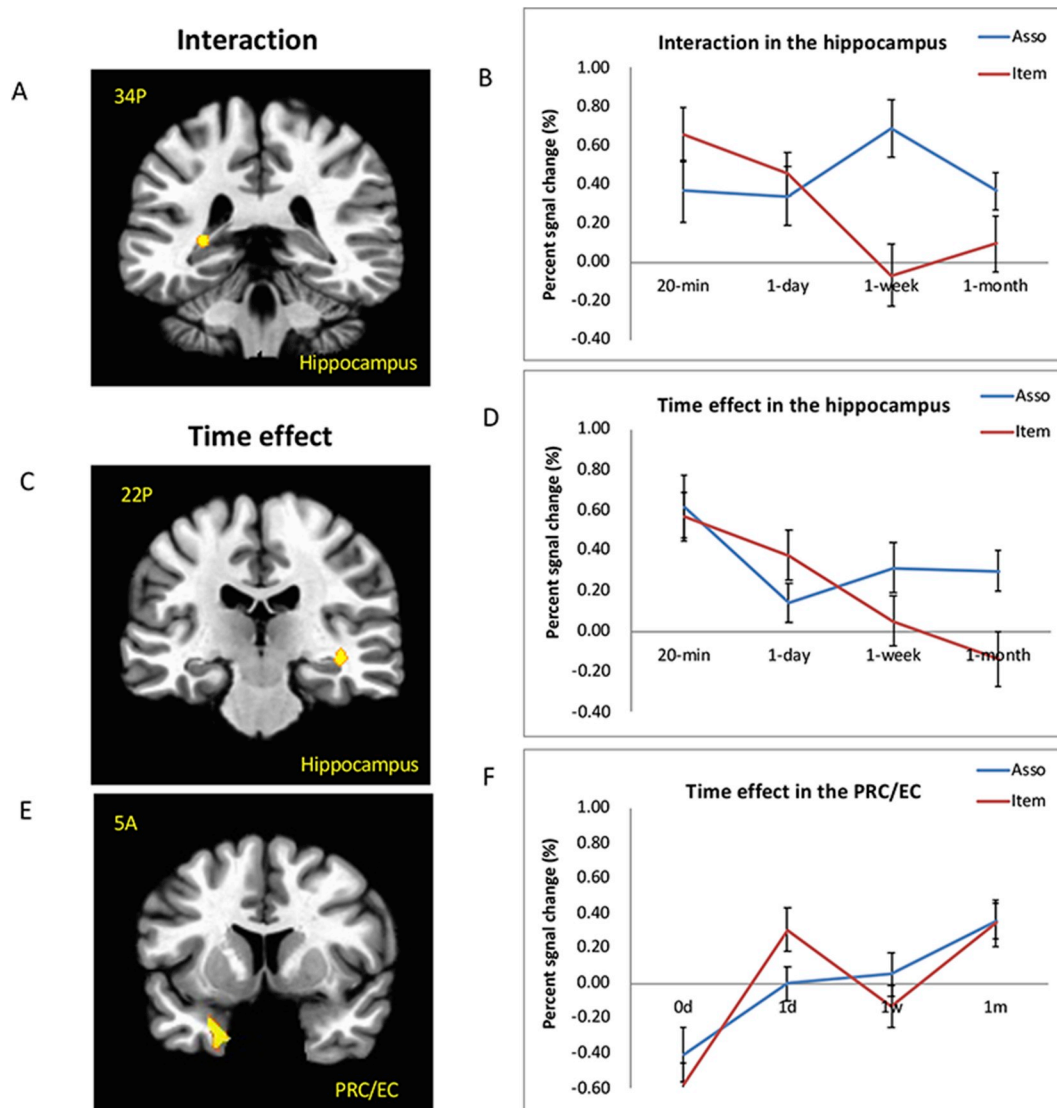 Interaction
A
34P
Hippocampus
B
Interaction in the hippocampus
Asso
Item
Percent sgnal change (%)
1.00
0.80
0.60
0.40
0.20
0.00
-0.20
-0.40
20-min
1-day
1-week
1-month
Time effect
C
22P
Hippocampus
D
Time effect in the hippocampus
Asso
Item
Percent sgnal change (%)
1.00
0.80
0.60
0.40
0.20
0.00
-0.20
-0.40
20-min
1-day
1-week
1-month
E
5A
PRC/EC
F
Time effect in the PRC/EC
Asso
Item
Percent sgnal change (%)
1.00
0.80
0.60
0.40
0.20
0.00
-0.20
-0.40
-0.60
0d
1d
1w
1m